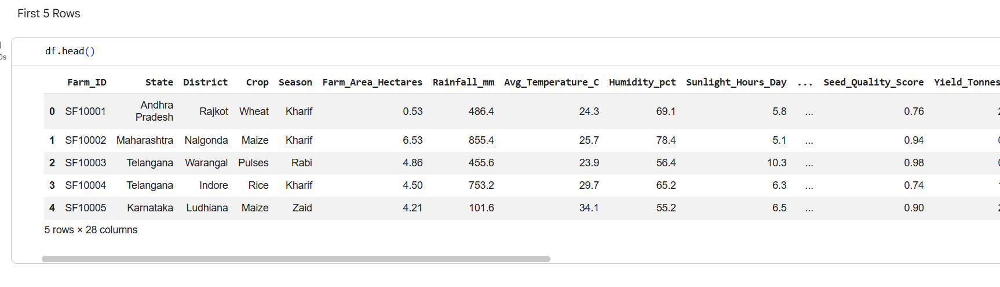 First 5 Rows
df.head()
Farm_ID State District Crop Season Farm_Area_Hectares Rainfall_mm Avg_Temperature_C Humidity_pct Sunlight_Hours_Day ... Seed_Quality_Score Yield_Tonnes
0 SF10001 Andhra Pradesh Rajkot Wheat Kharif 0.53 486.4 24.3 69.1 5.8 ... 0.76
1 SF10002 Maharashtra Nalgonda Maize Kharif 6.53 855.4 25.7 78.4 5.1 ... 0.94
2 SF10003 Telangana Warangal Pulses Rabi 4.86 455.6 23.9 56.4 10.3 ... 0.98
3 SF10004 Telangana Indore Rice Kharif 4.50 753.2 29.7 65.2 6.3 ... 0.74
4 SF10005 Karnataka Ludhiana Maize Zaid 4.21 101.6 34.1 55.2 6.5 ... 0.90
5 rows × 28 columns